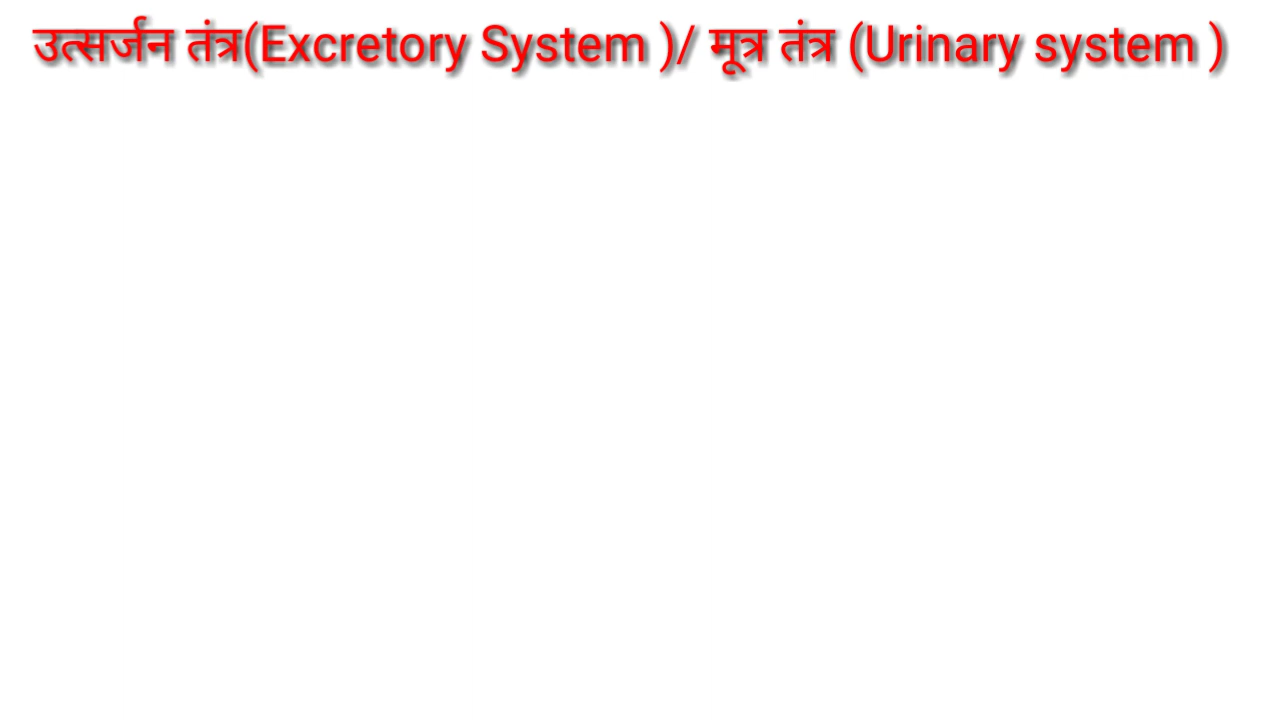 उत्सर्जन तंत्र(Excretory System )/ मूत्र तंत्र (Urinary system )